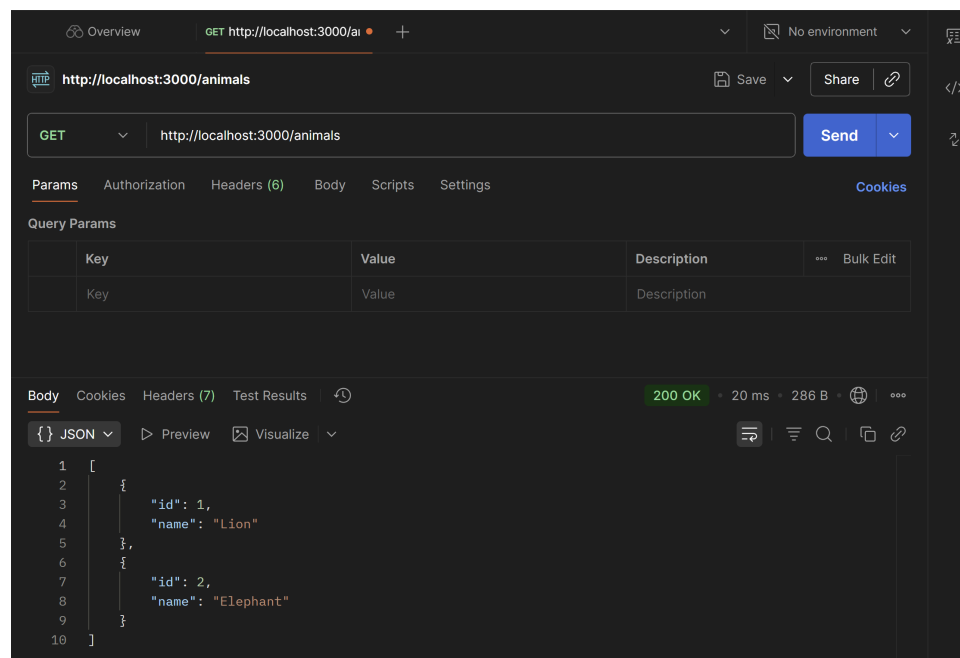 Overview GET http://localhost:3000/ai No environment
HTTP http://localhost:3000/animals Save Share
GET http://localhost:3000/animals Send
Params Authorization Headers (6) Body Scripts Settings Cookies
Query Params
Key Value Description Bulk Edit
Key Value Description
Body Cookies Headers (7) Test Results 200 OK 20 ms 286 B
{} JSON Preview Visualize
1 [
2 {
3 "id": 1,
4 "name": "Lion"
5 },
6 {
7 "id": 2,
8 "name": "Elephant"
9 }
10 ]